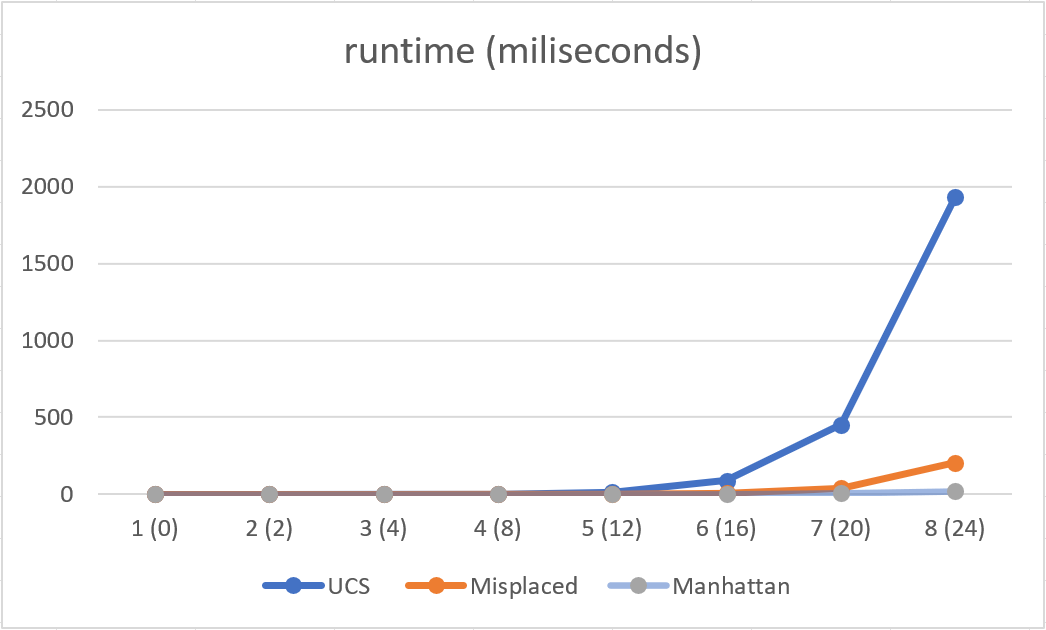 runtime (miliseconds)
2500
2000
1500
1000
500
0
1 (0) 2 (2) 3 (4) 4 (8) 5 (12) 6 (16) 7 (20) 8 (24)
UCS Misplaced Manhattan